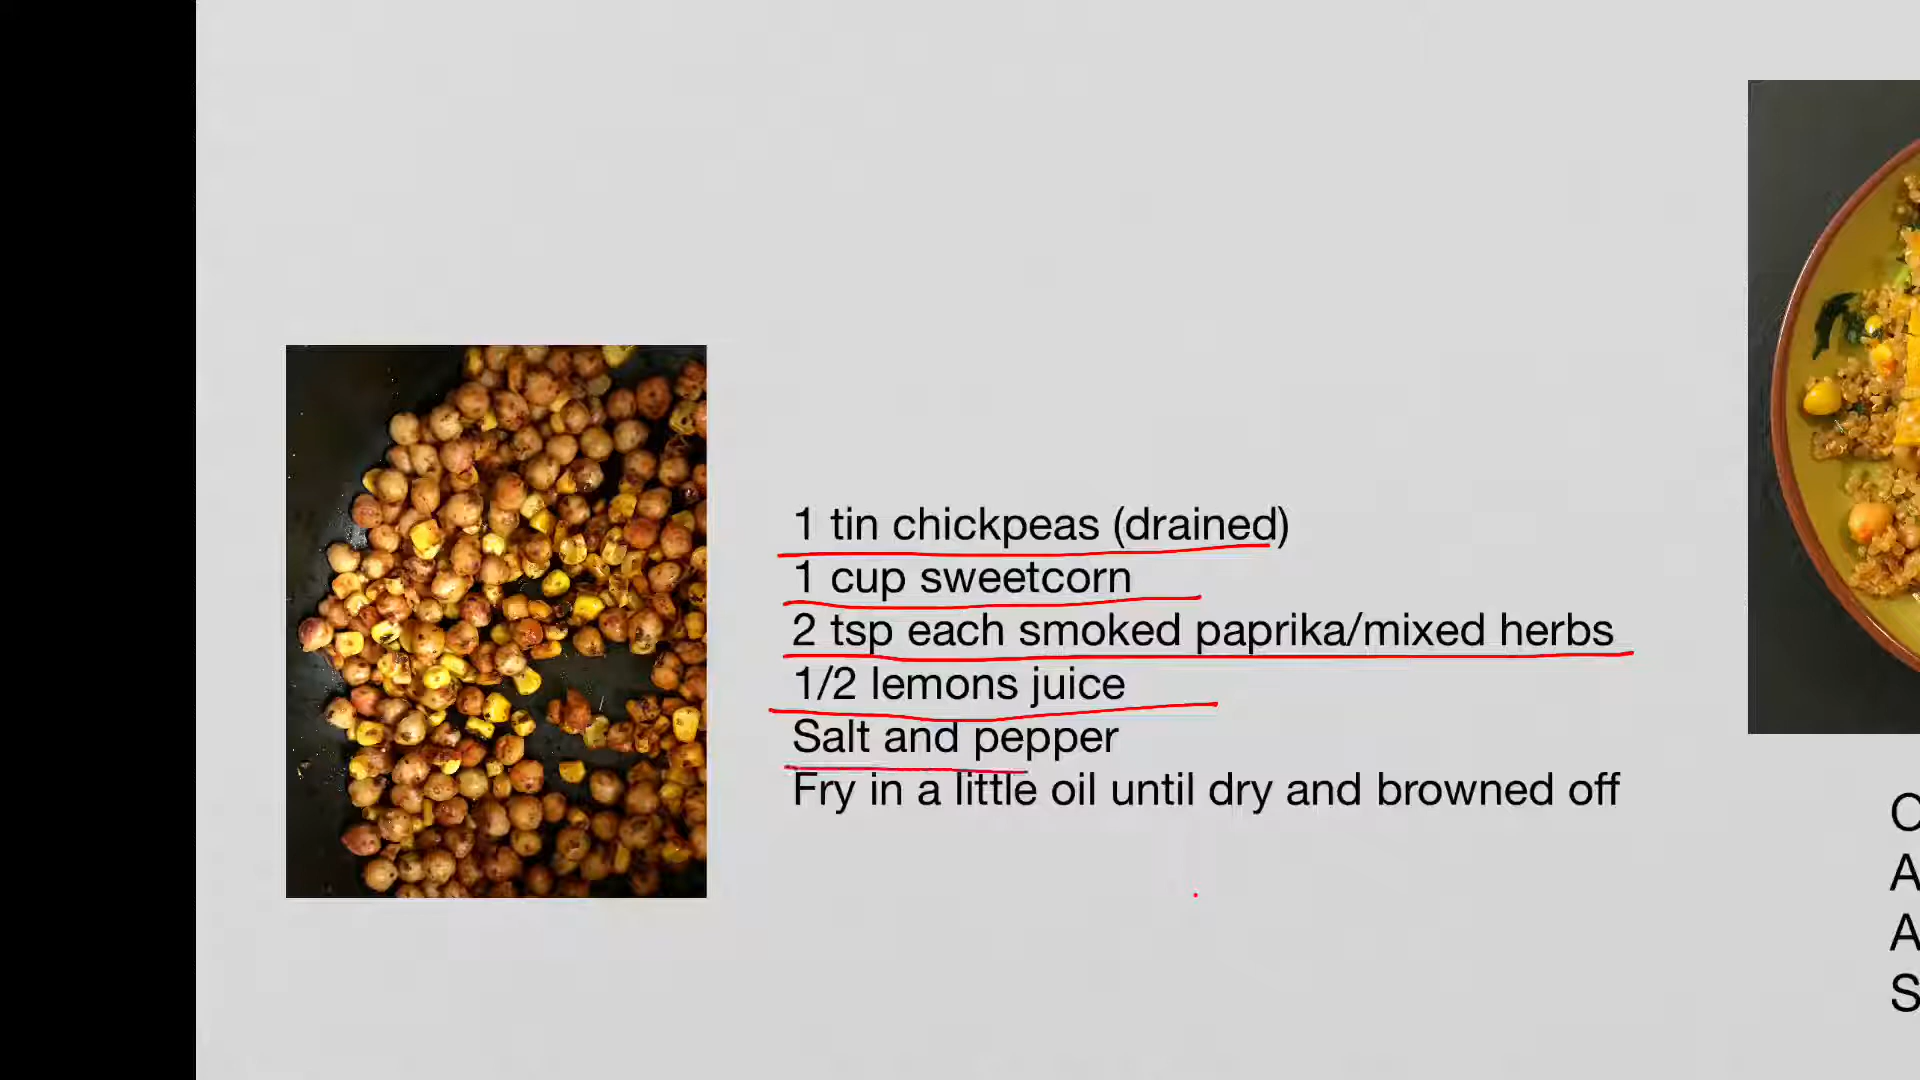 1 tin chickpeas (drained)
1 cup sweetcorn
2 tsp each smoked paprika/mixed herbs
1/2 lemons juice
Salt and pepper
Fry in a little oil until dry and browned off
A
A
S